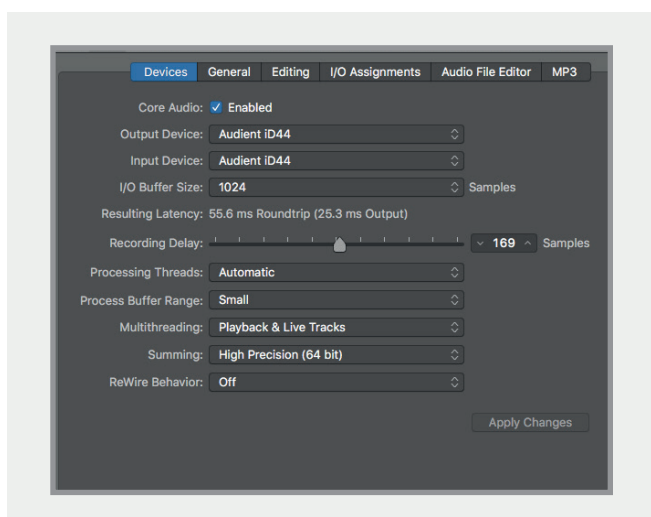 Devices General Editing I/O Assignments Audio File Editor MP3
Core Audio: Enabled
Output Device: Audient iD44
Input Device: Audient iD44
I/O Buffer Size: 1024 Samples
Resulting Latency: 55.6 ms Roundtrip (25.3 ms Output)
Recording Delay: 169 Samples
Processing Threads: Automatic
Process Buffer Range: Small
Multithreading: Playback & Live Tracks
Summing: High Precision (64 bit)
ReWire Behavior: Off
Apply Changes